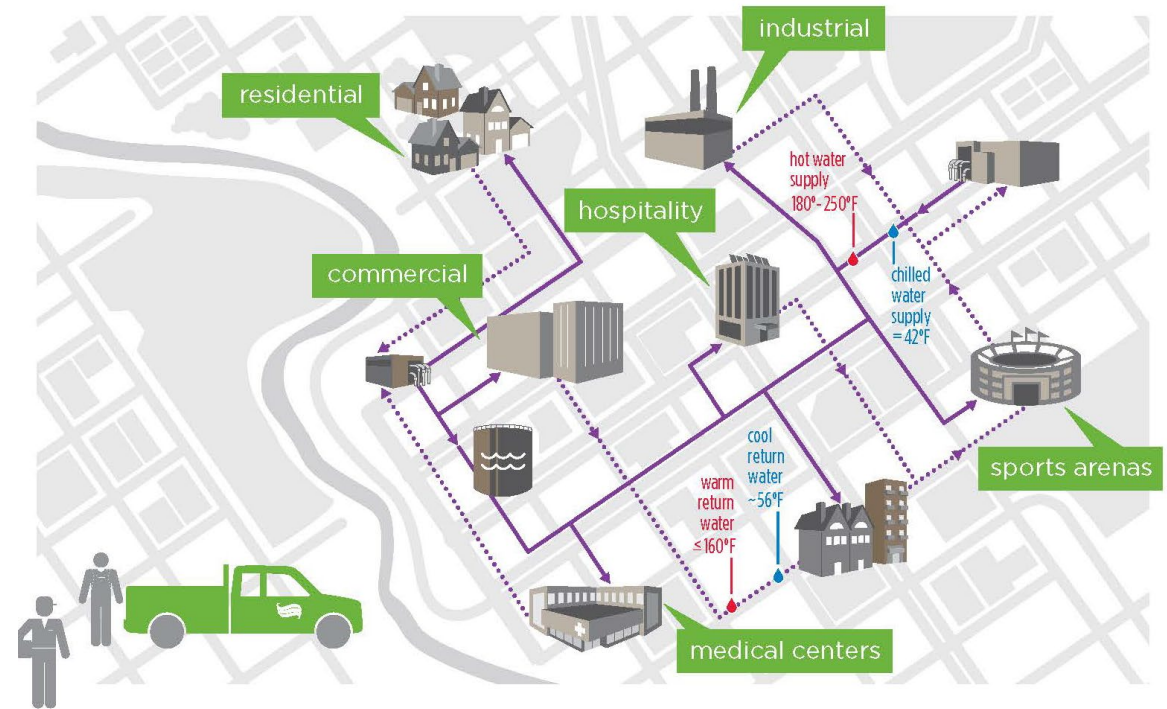 industrial
residential
hot water
supply
180°- 250°F
hospitality
commercial
chilled
water
supply
= 42°F
cool
return
water
~56°F
sports arenas
warm
return
water
≤160°F
medical centers